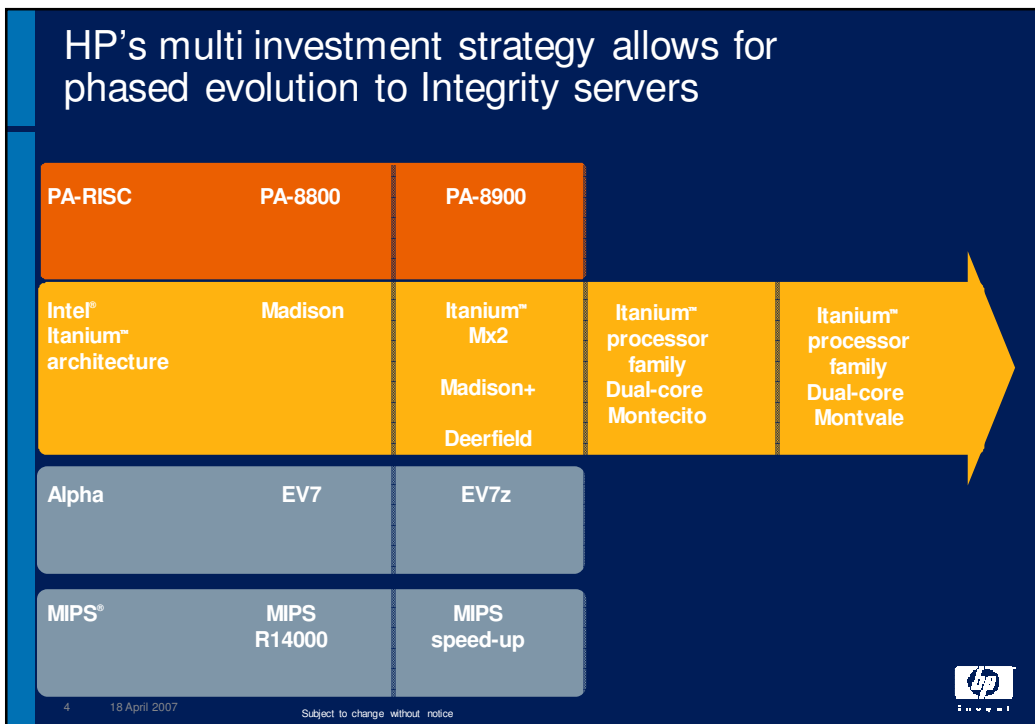 HP's multi investment strategy allows for
phased evolution to Integrity servers
PA-RISC
PA-8800
PA-8900
Intel®
Itanium™
architecture
Madison
Itanium™
Mx2
Madison+
Deerfield
Itanium™
processor
family
Dual-core
Montecito
Itanium™
processor
family
Dual-core
Montvale
Alpha
EV7
EV7z
MIPS®
MIPS
R14000
MIPS
speed-up
4
18 April 2007
Subject to change without notice
hp